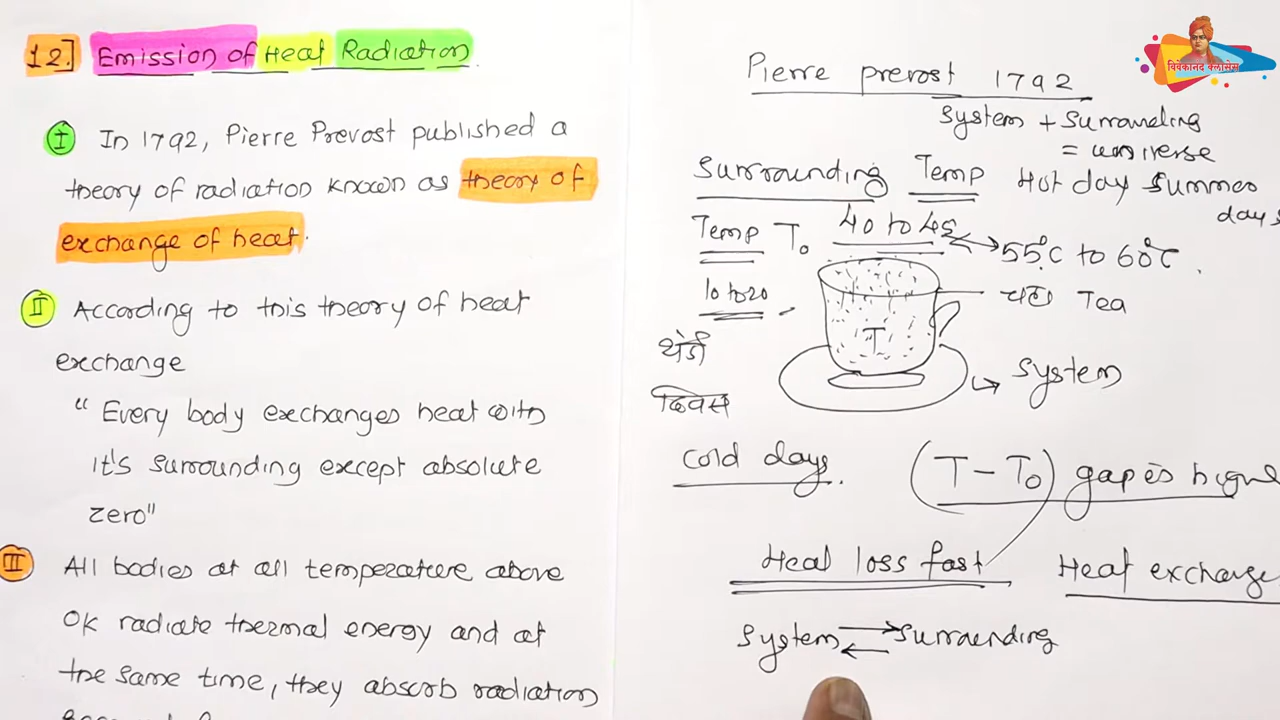 12.] Emission of Heat Radiation.
I In 1792, Pierre Prevost published a
theory of radiation known as theory of
exchange of heat.
II According to this theory of heat
exchange
“ Every body exchanges heat with
it's surrounding except absolute
zero"
III All bodies at all temperature above
OK radiate thermal energy and at
the same time, they absorb radiation
विवेकानंद क्लासेस
Pierre prevost 1792
System + Surrounding
= universe
Surrounding Temp Hot day Summer
days
Temp T₀ 40 to 45 55°C to 60°C.
10 to 20
चहा Tea
T
थंडी
दिवस
System
Cold days.
(T - T₀) gap is
Heat loss fast
Heat exchange
System ⇄ Surrounding